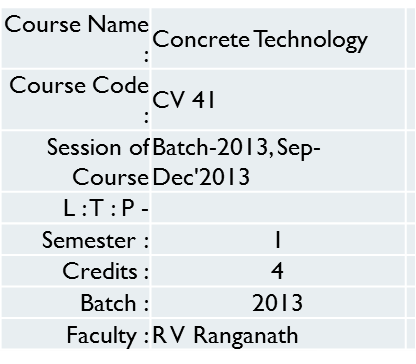 Course Name : Concrete Technology
Course Code : CV 41
Session of Course Batch-2013, Sep-Dec'2013
L : T : P -
Semester : 1
Credits : 4
Batch : 2013
Faculty : R V Ranganath